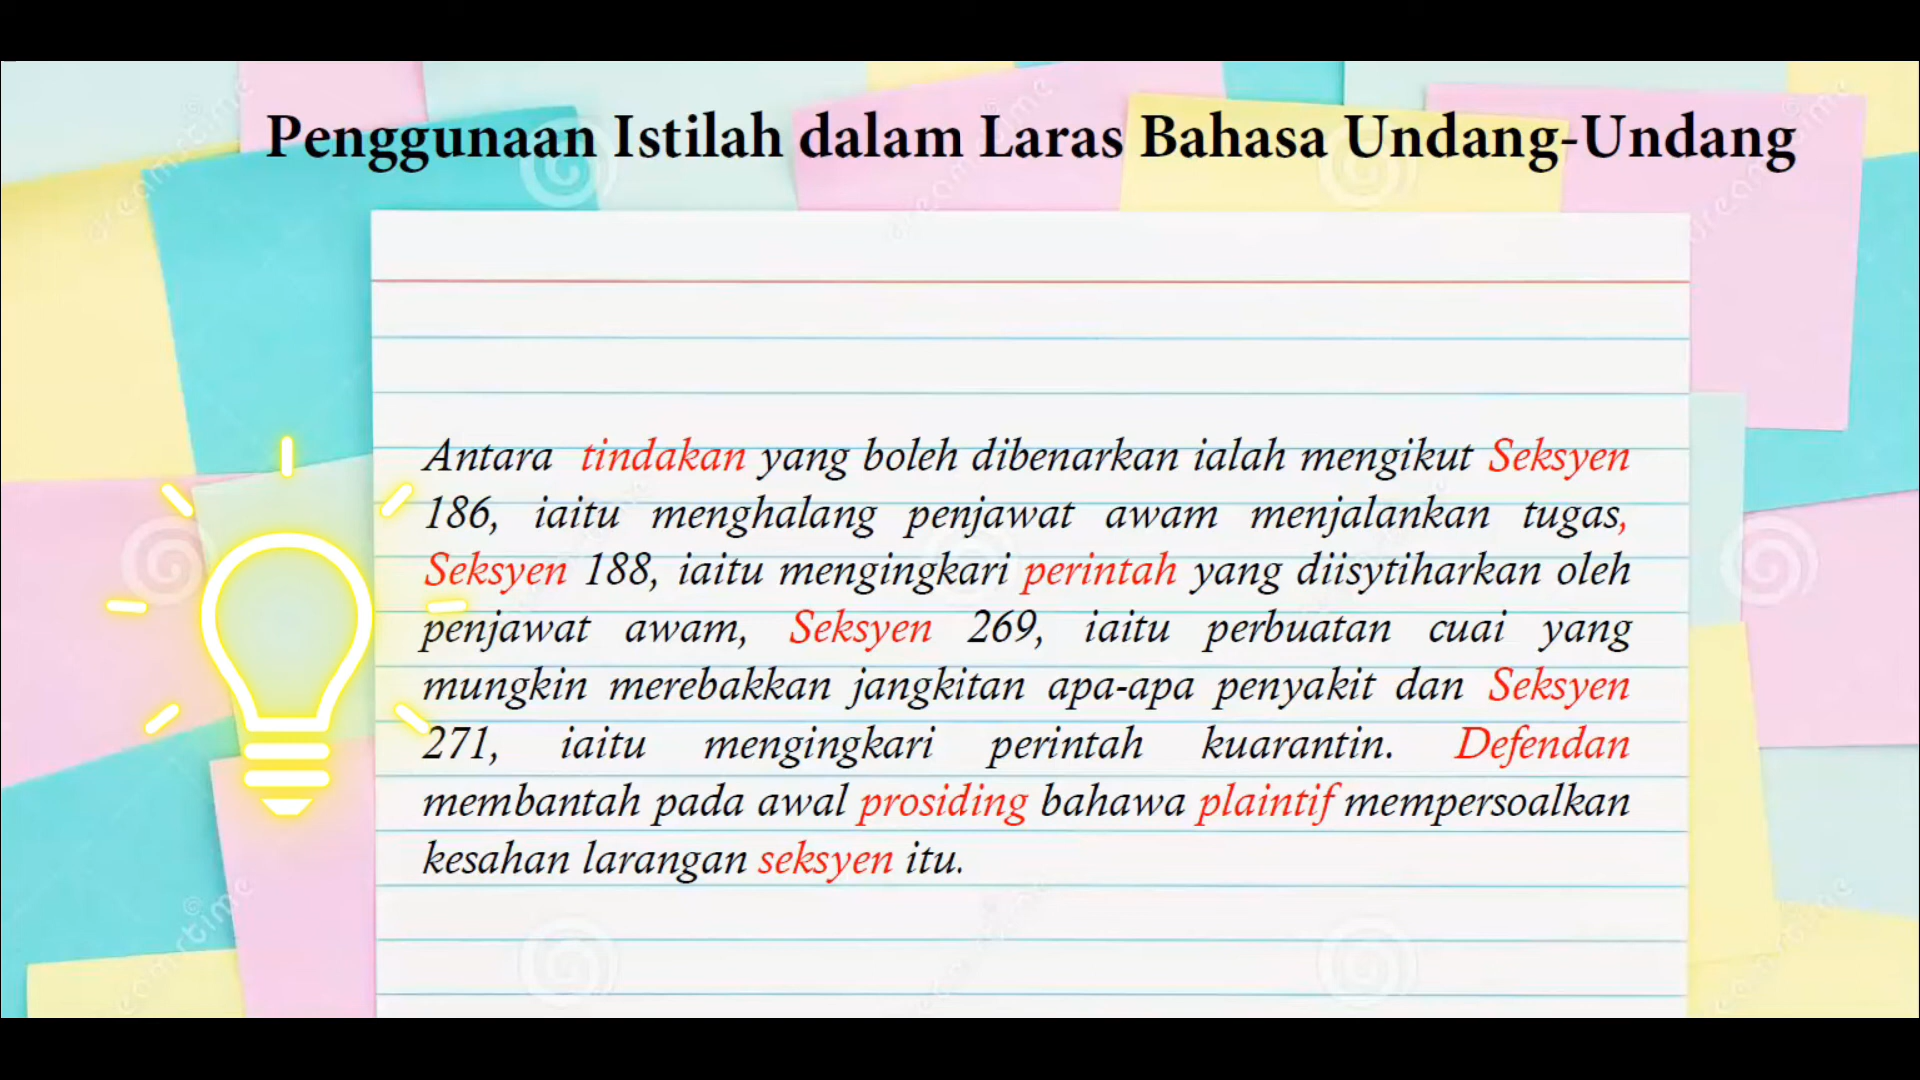 Penggunaan Istilah dalam Laras Bahasa Undang-Undang
Antara tindakan yang boleh dibenarkan ialah mengikut Seksyen
186, iaitu menghalang penjawat awam menjalankan tugas,
Seksyen 188, iaitu mengingkari perintah yang diisytiharkan oleh
penjawat awam, Seksyen 269, iaitu perbuatan cuai yang
mungkin merebakkan jangkitan apa-apa penyakit dan Seksyen
271, iaitu mengingkari perintah kuarantin. Defendan
membantah pada awal prosiding bahawa plaintif mempersoalkan
kesahan larangan seksyen itu.